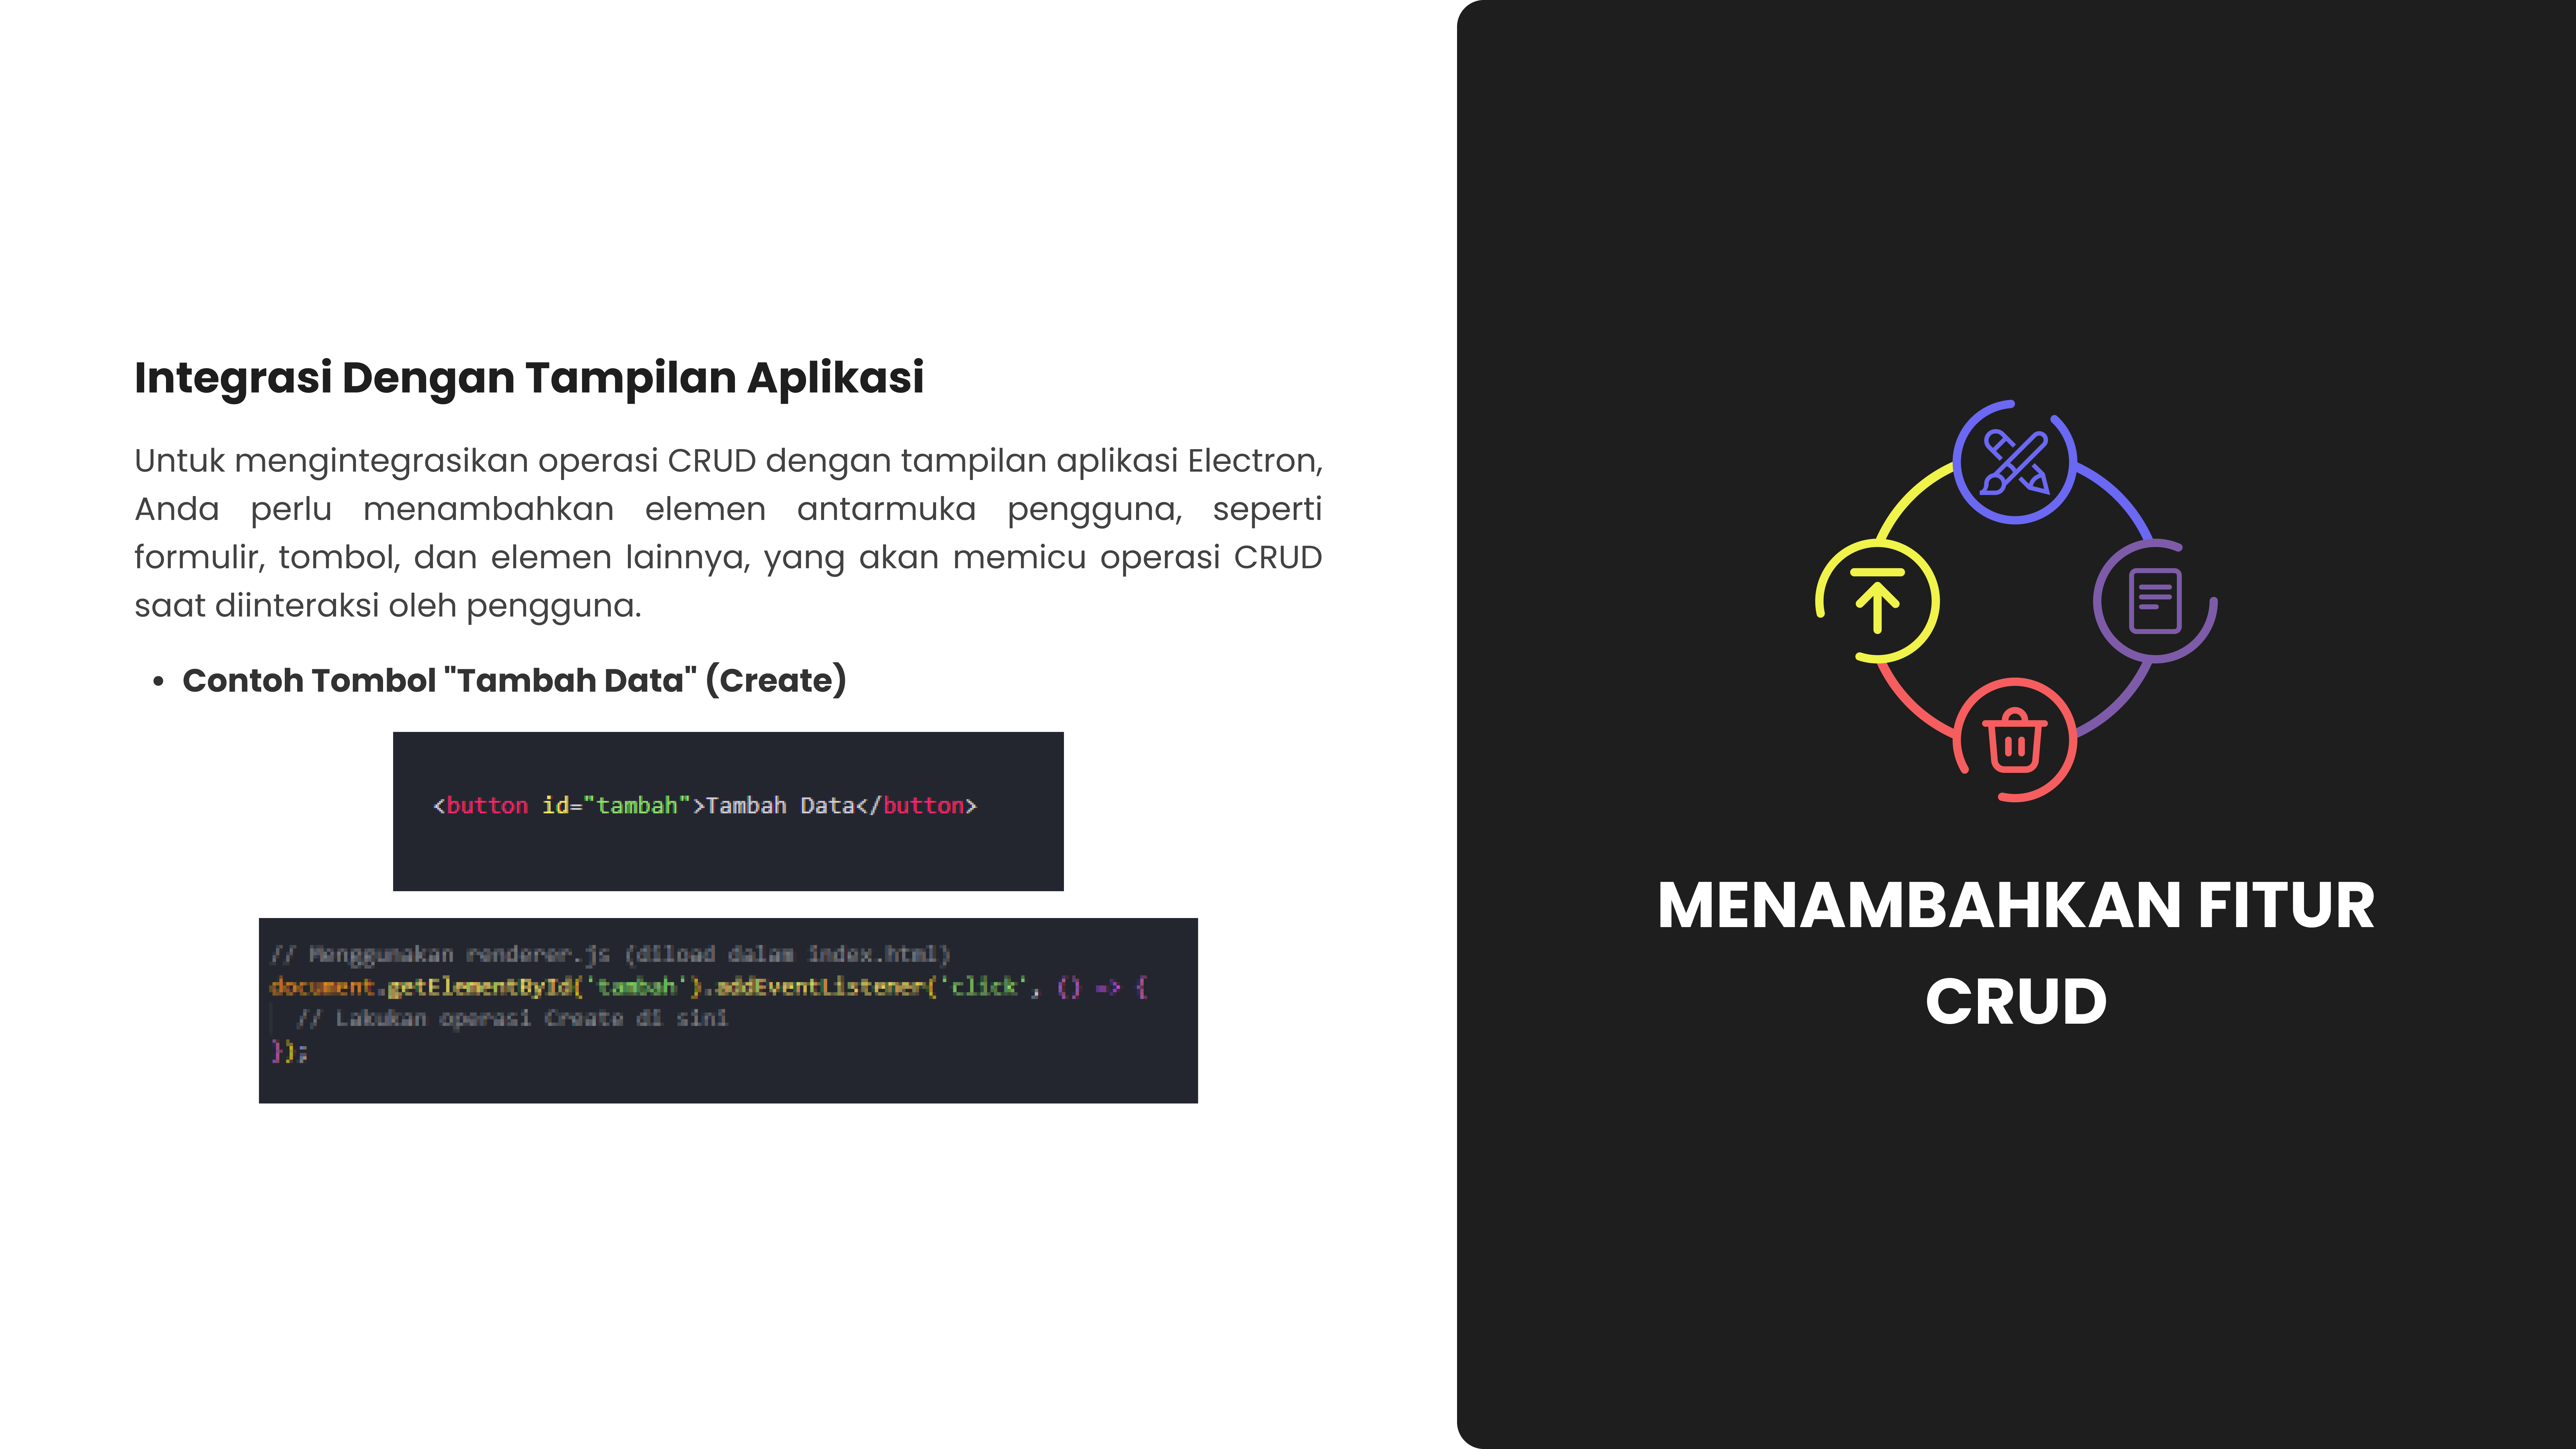 Integrasi Dengan Tampilan Aplikasi
Untuk mengintegrasikan operasi CRUD dengan tampilan aplikasi Electron,
Anda perlu menambahkan elemen antarmuka pengguna, seperti
formulir, tombol, dan elemen lainnya, yang akan memicu operasi CRUD
saat diinteraksi oleh pengguna.
• Contoh Tombol "Tambah Data" (Create)
<button id="tambah">Tambah Data</button>
// Menggunakan renderer.js (diload dalam index.html)
document.getElementById('tambah').addEventListener('click', () => {
// Lakukan operasi Create di sini
});
MENAMBAHKAN FITUR
CRUD